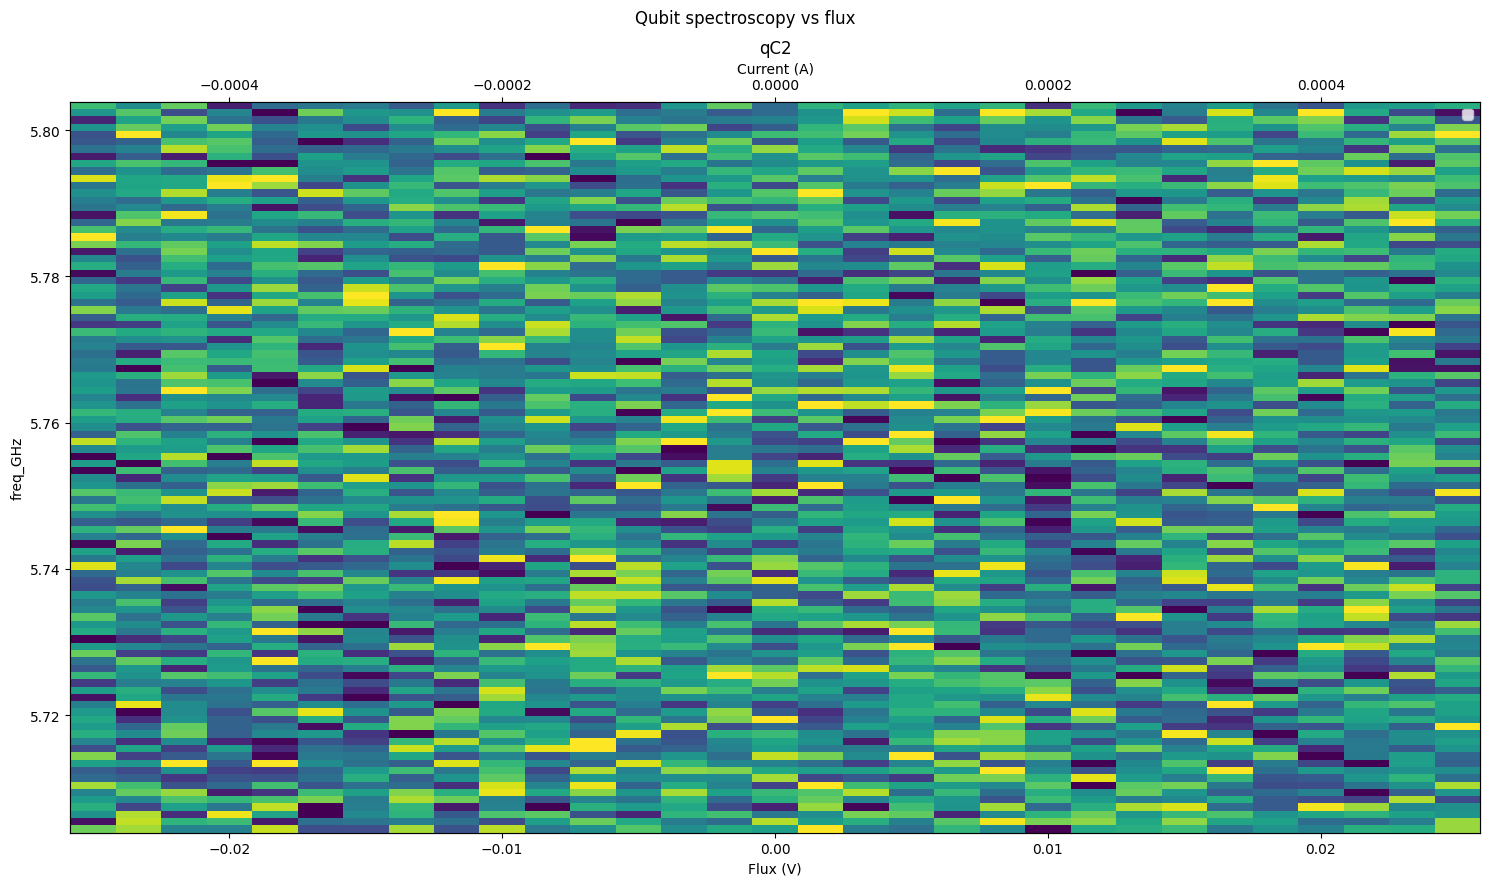 Qubit spectroscopy vs flux
qC2
Current (A)
−0.0004 −0.0002 0.0000 0.0002 0.0004
5.80
5.78
5.76
5.74
5.72
freq_GHz
−0.02 −0.01 0.00 0.01 0.02
Flux (V)